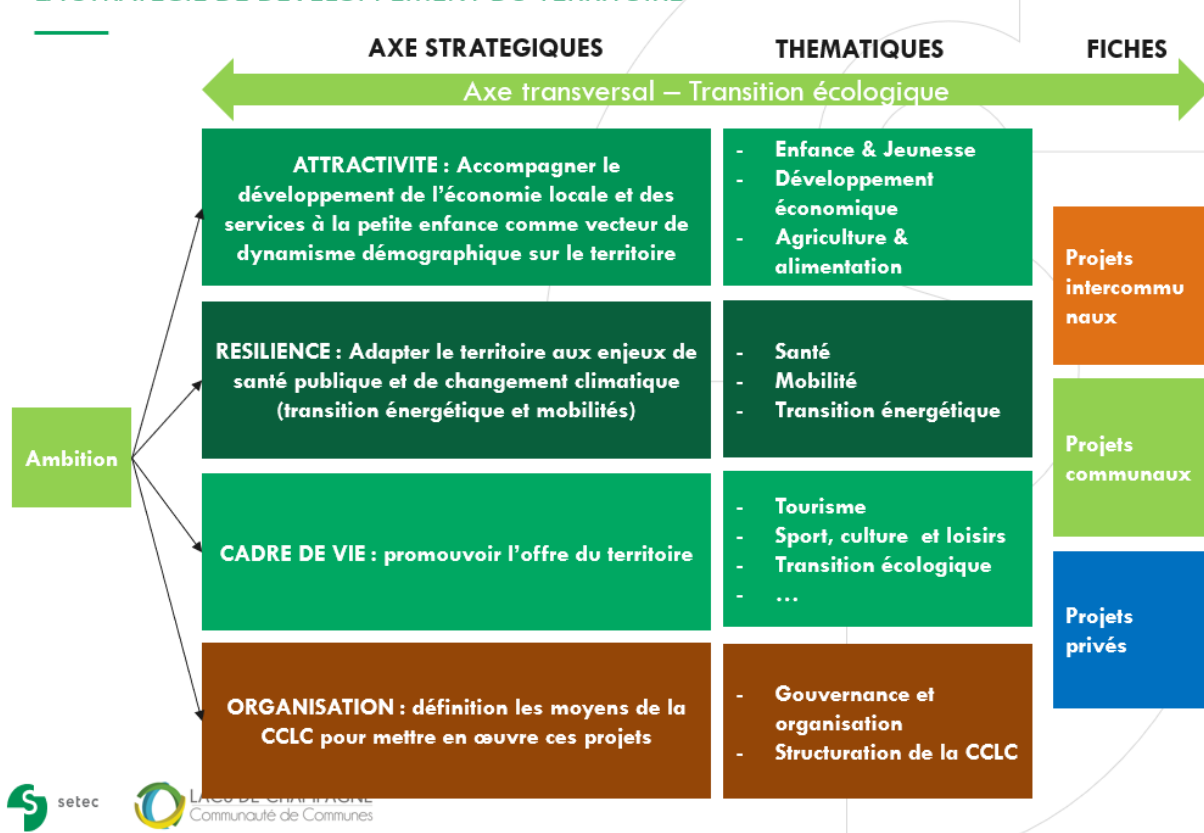 AXE STRATEGIQUES
THEMATIQUES
FICHES
Axe transversal – Transition écologique
ATTRACTIVITE : Accompagner le
développement de l'économie locale et des
services à la petite enfance comme vecteur de
dynamisme démographique sur le territoire
- Enfance & Jeunesse
- Développement
économique
- Agriculture &
alimentation
RESILIENCE : Adapter le territoire aux enjeux de
santé publique et de changement climatique
(transition énergétique et mobilités)
- Santé
- Mobilité
- Transition énergétique
Ambition
CADRE DE VIE : promouvoir l'offre du territoire
- Tourisme
- Sport, culture et loisirs
- Transition écologique
- ...
ORGANISATION : définition les moyens de la
CCLC pour mettre en œuvre ces projets
- Gouvernance et
organisation
- Structuration de la CCLC
Projets
intercommu
naux
Projets
communaux
Projets
privés
setec
LACS DE CHAMPAGNE
Communauté de Communes